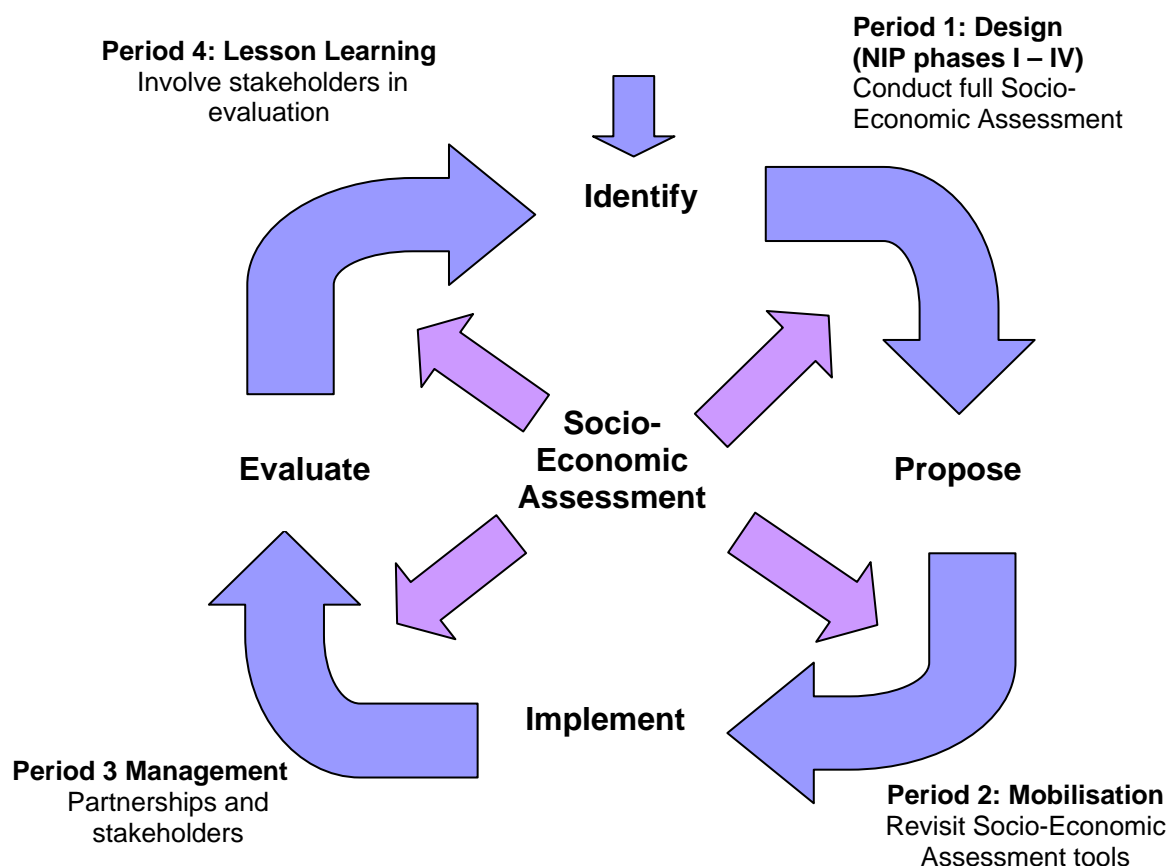 Period 4: Lesson Learning
Involve stakeholders in
evaluation
Period 1: Design
(NIP phases I – IV)
Conduct full Socio-
Economic Assessment
Identify
Socio-
Economic
Assessment
Evaluate
Propose
Implement
Period 3 Management
Partnerships and
stakeholders
Period 2: Mobilisation
Revisit Socio-Economic
Assessment tools